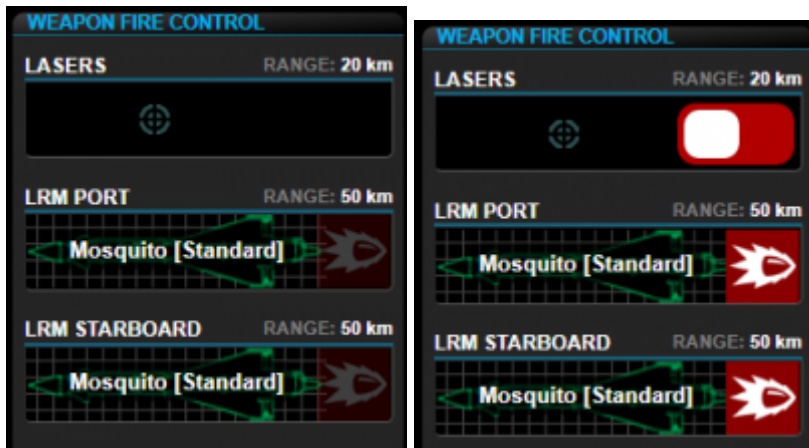 WEAPON FIRE CONTROL
LASERS RANGE: 20 km
LRM PORT RANGE: 50 km
Mosquito [Standard]
LRM STARBOARD RANGE: 50 km
Mosquito [Standard]
WEAPON FIRE CONTROL
LASERS RANGE: 20 km
LRM PORT RANGE: 50 km
Mosquito [Standard]
LRM STARBOARD RANGE: 50 km
Mosquito [Standard]